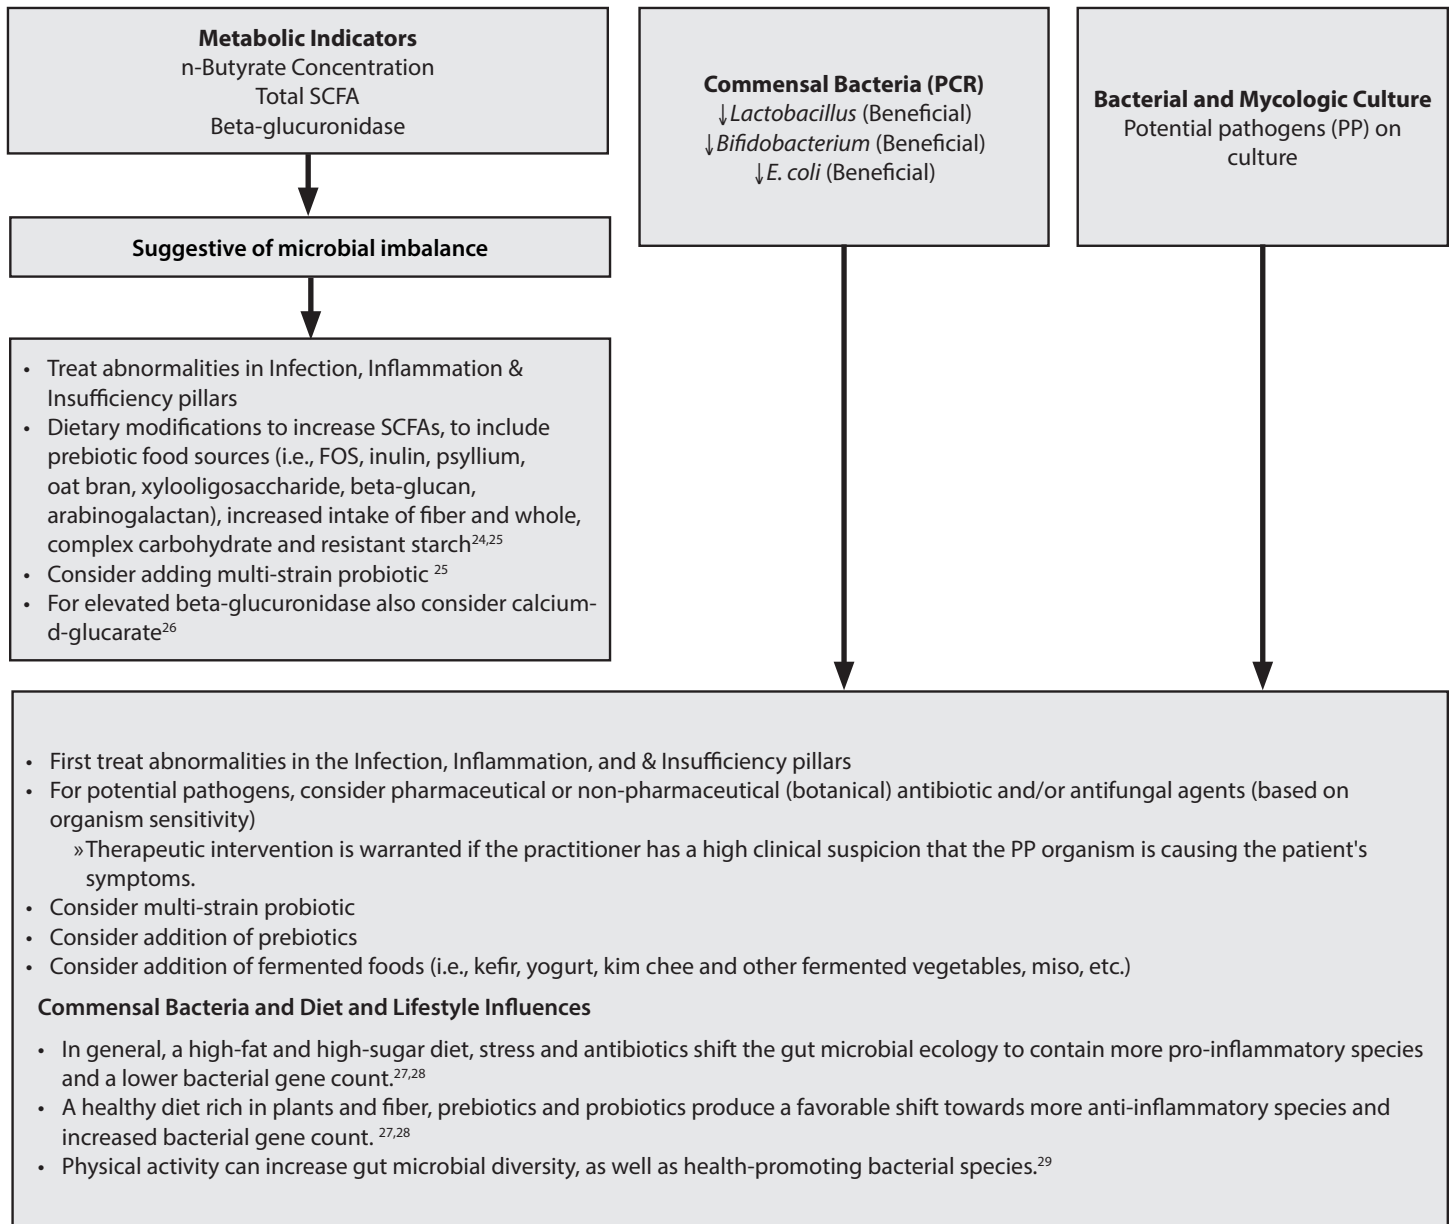 Metabolic Indicators
n-Butyrate Concentration
Total SCFA
Beta-glucuronidase
Suggestive of microbial imbalance
• Treat abnormalities in Infection, Inflammation &
Insufficiency pillars
• Dietary modifications to increase SCFAs, to include
prebiotic food sources (i.e., FOS, inulin, psyllium,
oat bran, xylooligosaccharide, beta-glucan,
arabinogalactan), increased intake of fiber and whole,
complex carbohydrate and resistant starch24,25
• Consider adding multi-strain probiotic 25
• For elevated beta-glucuronidase also consider calcium-
d-glucarate26
Commensal Bacteria (PCR)
↓Lactobacillus (Beneficial)
↓Bifidobacterium (Beneficial)
↓E. coli (Beneficial)
Bacterial and Mycologic Culture
Potential pathogens (PP) on
culture
• First treat abnormalities in the Infection, Inflammation, and & Insufficiency pillars
• For potential pathogens, consider pharmaceutical or non-pharmaceutical (botanical) antibiotic and/or antifungal agents (based on
organism sensitivity)
»Therapeutic intervention is warranted if the practitioner has a high clinical suspicion that the PP organism is causing the patient's
symptoms.
• Consider multi-strain probiotic
• Consider addition of prebiotics
• Consider addition of fermented foods (i.e., kefir, yogurt, kim chee and other fermented vegetables, miso, etc.)
Commensal Bacteria and Diet and Lifestyle Influences
• In general, a high-fat and high-sugar diet, stress and antibiotics shift the gut microbial ecology to contain more pro-inflammatory species
and a lower bacterial gene count.27,28
• A healthy diet rich in plants and fiber, prebiotics and probiotics produce a favorable shift towards more anti-inflammatory species and
increased bacterial gene count. 27,28
• Physical activity can increase gut microbial diversity, as well as health-promoting bacterial species.29